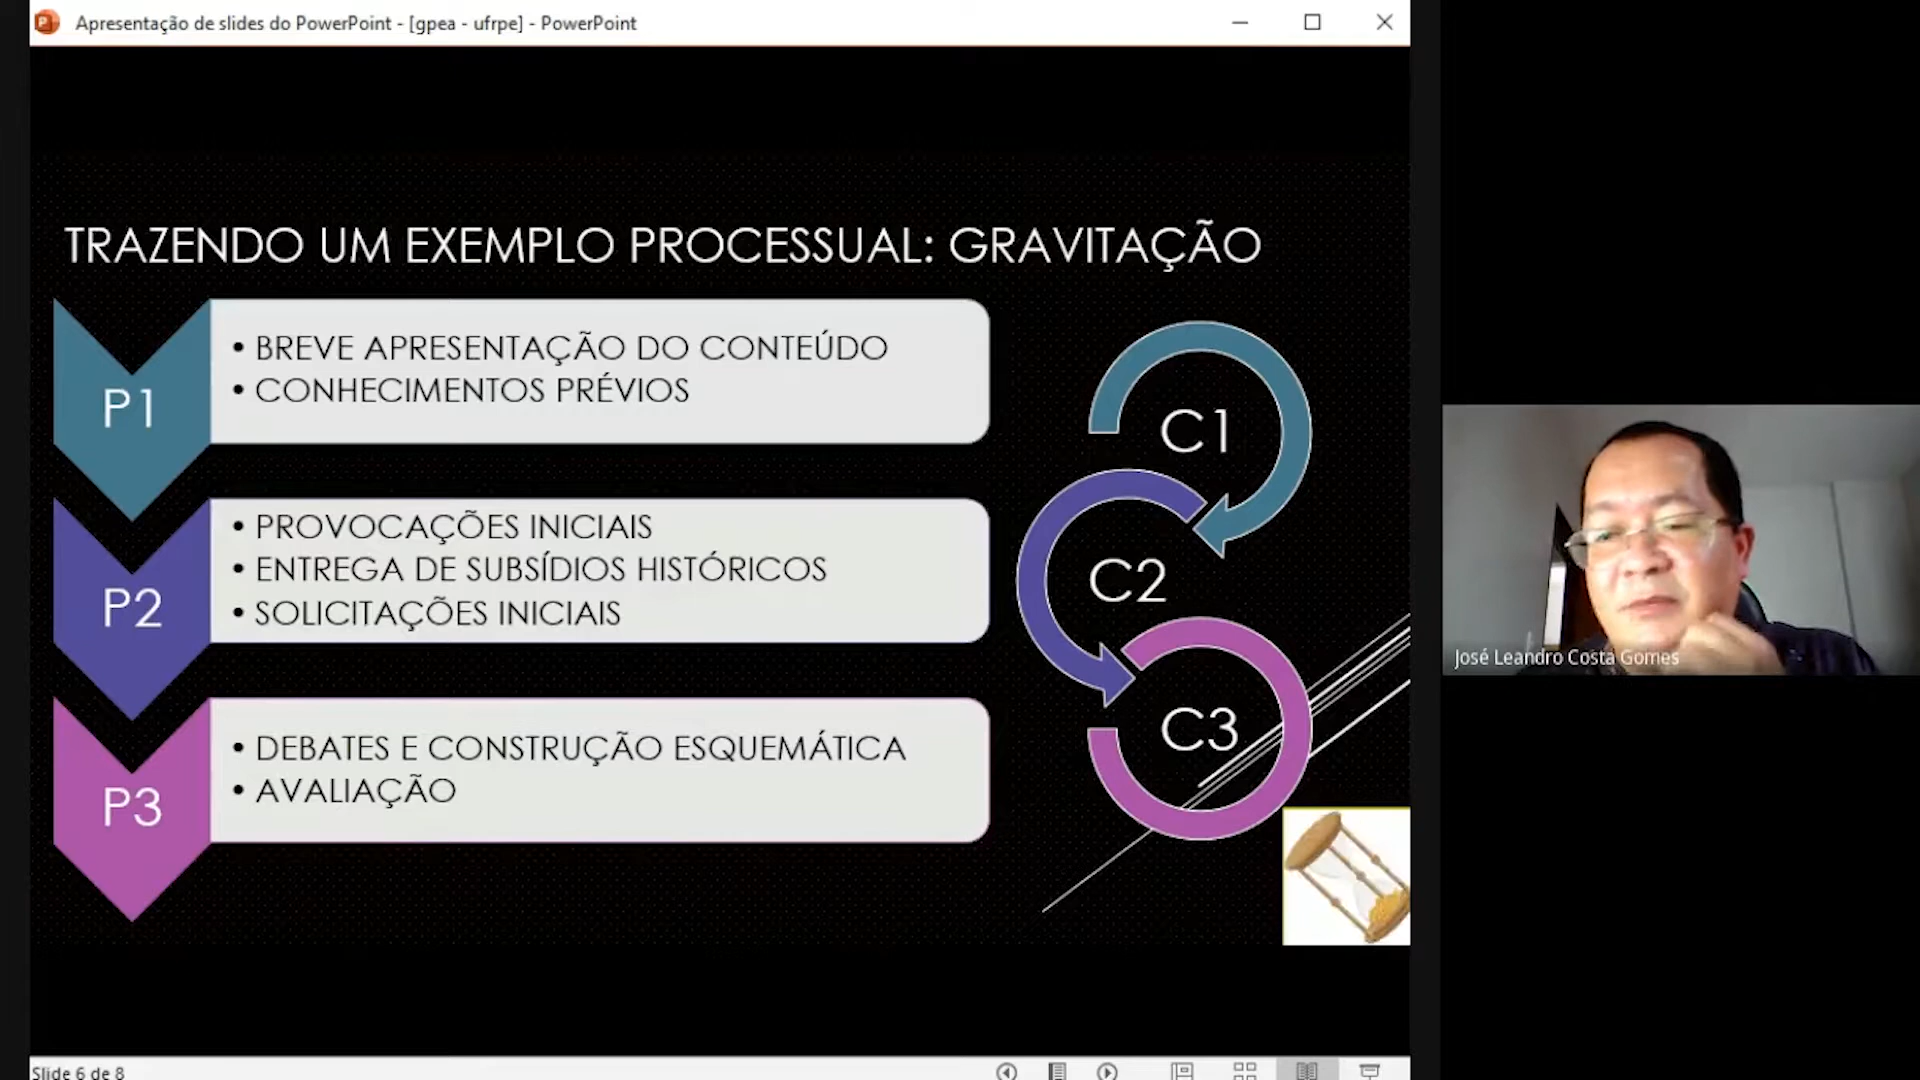 Apresentação de slides do PowerPoint - [gpea - ufrpe] - PowerPoint
TRAZENDO UM EXEMPLO PROCESSUAL: GRAVITAÇÃO
P1
• BREVE APRESENTAÇÃO DO CONTEÚDO
• CONHECIMENTOS PRÉVIOS
P2
• PROVOCAÇÕES INICIAIS
• ENTREGA DE SUBSÍDIOS HISTÓRICOS
• SOLICITAÇÕES INICIAIS
P3
• DEBATES E CONSTRUÇÃO ESQUEMÁTICA
• AVALIAÇÃO
C1
C2
C3
José Leandro Costa Gomes
Slide 6 de 8